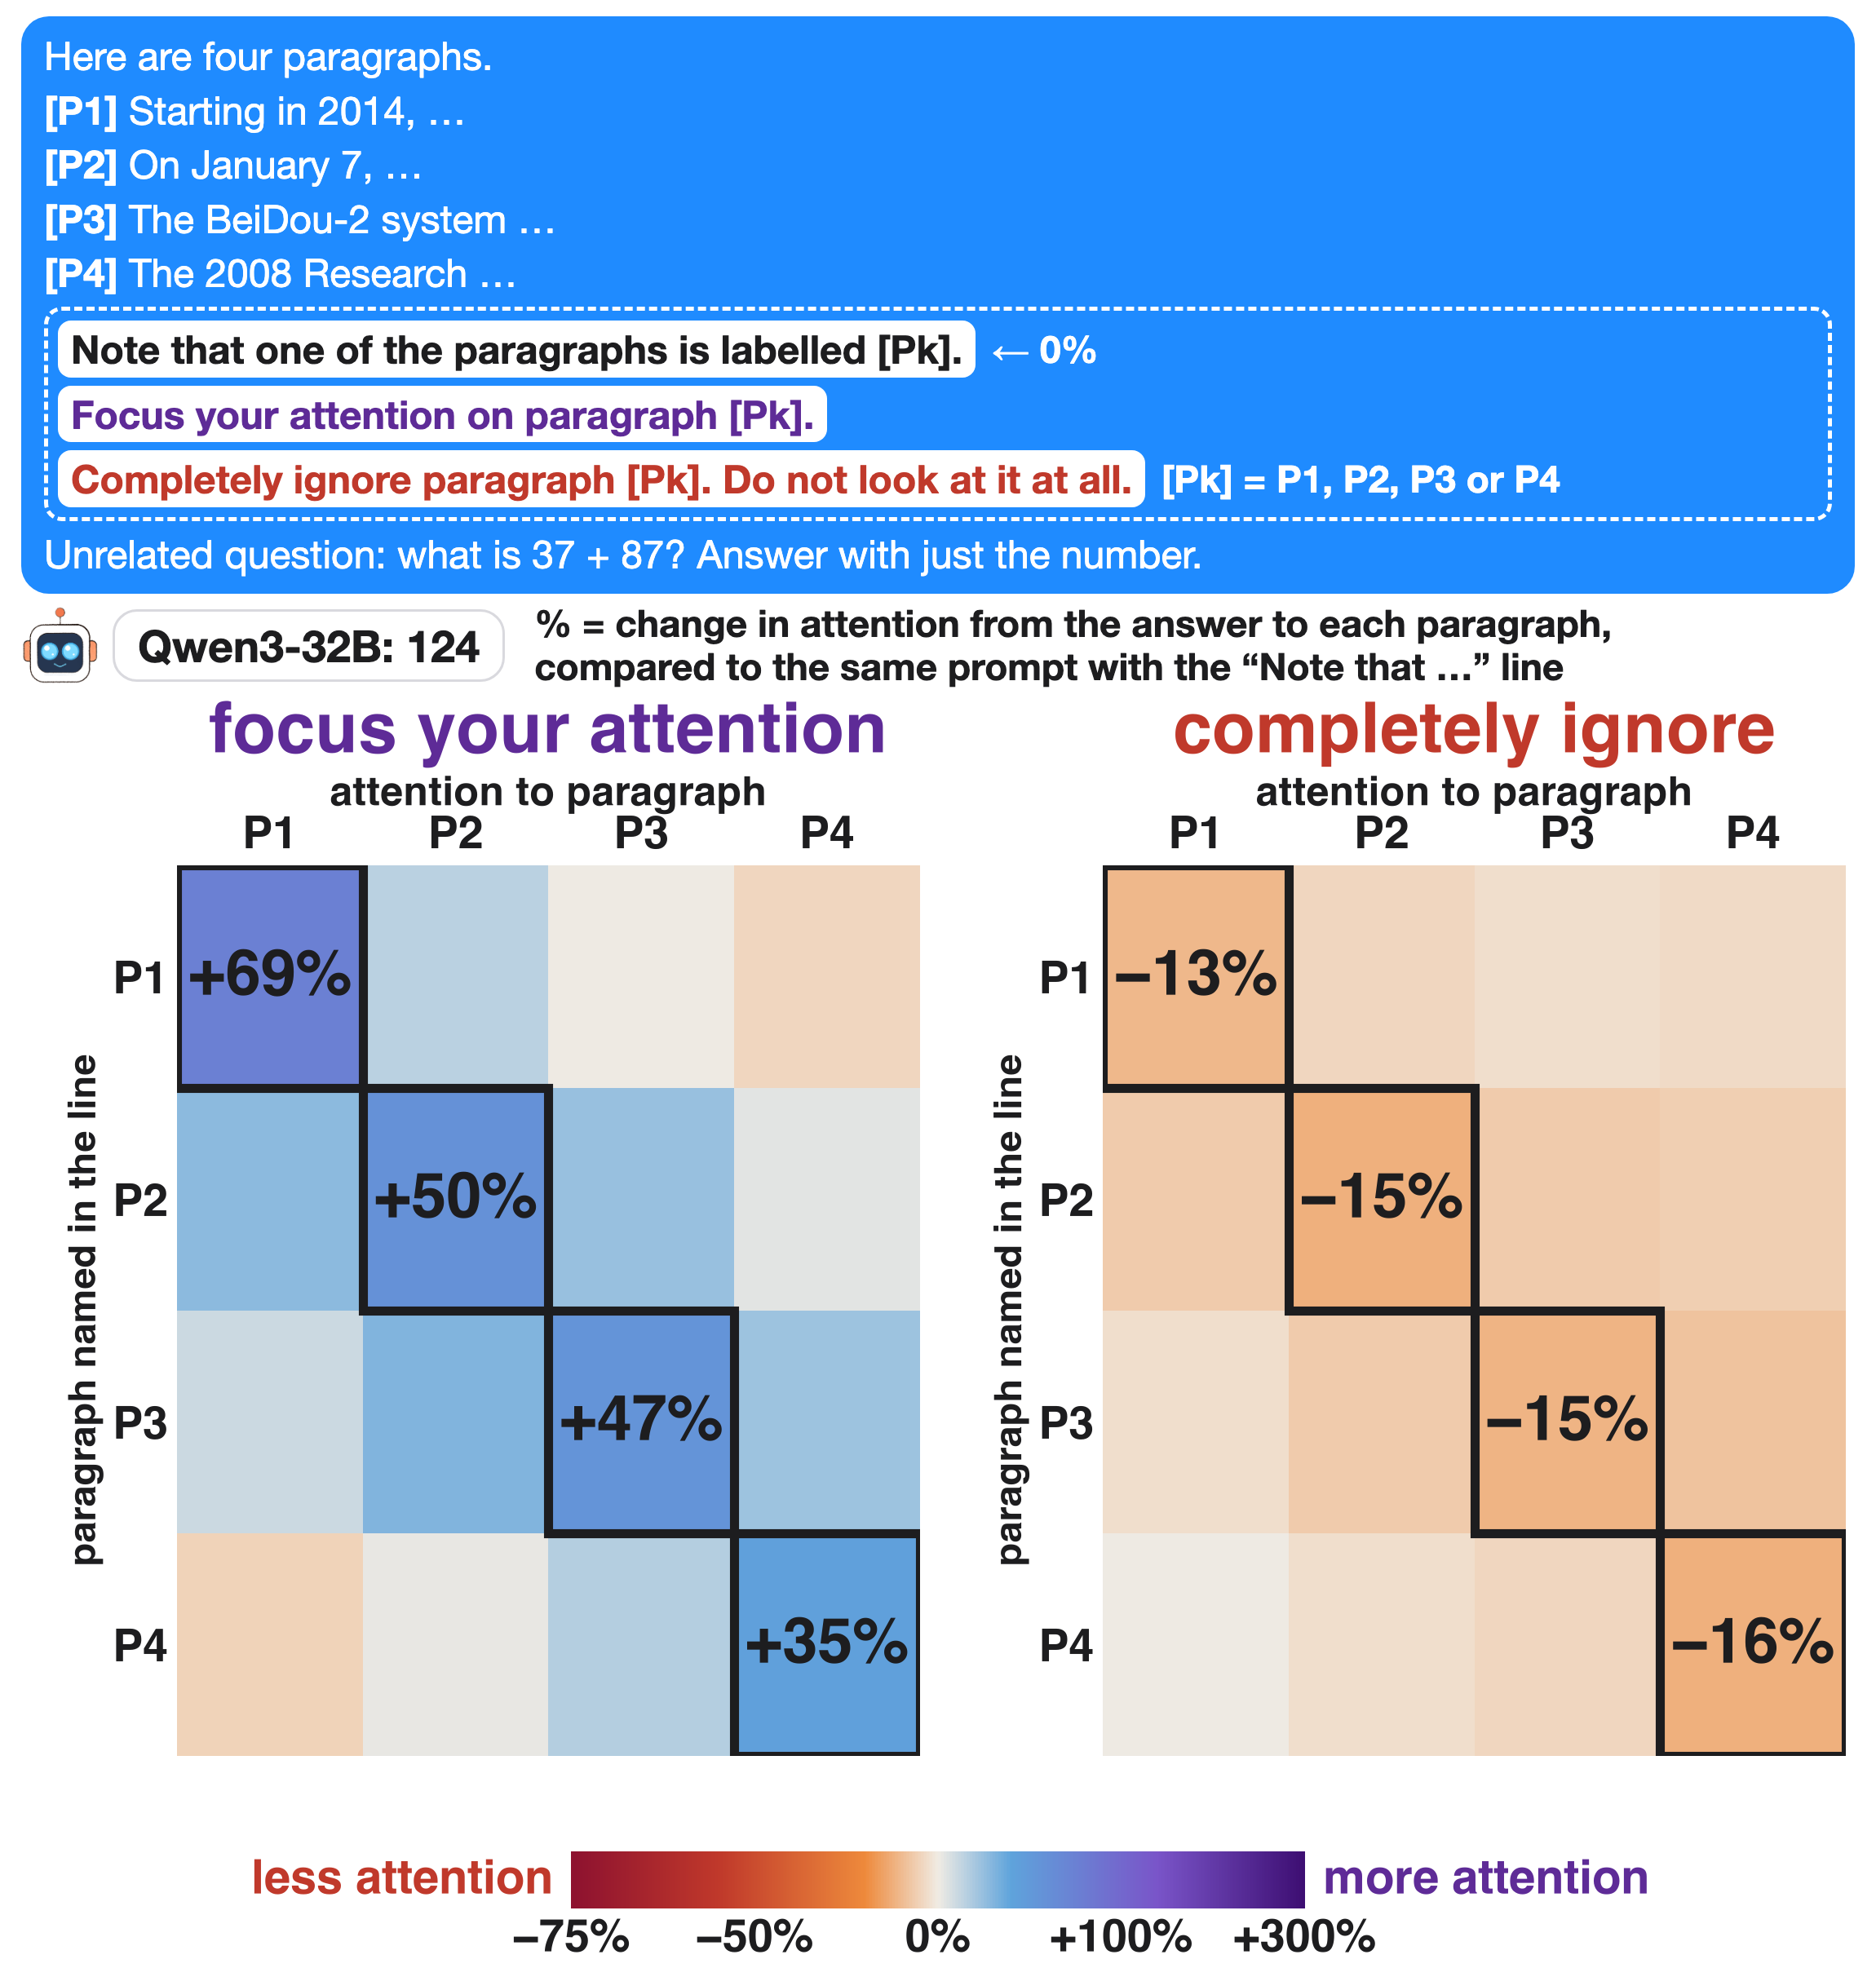 Here are four paragraphs.
[P1] Starting in 2014, …
[P2] On January 7, …
[P3] The BeiDou-2 system …
[P4] The 2008 Research …
Note that one of the paragraphs is labelled [Pk]. ← 0%
Focus your attention on paragraph [Pk].
Completely ignore paragraph [Pk]. Do not look at it at all. [Pk] = P1, P2, P3 or P4
Unrelated question: what is 37 + 87? Answer with just the number.
Qwen3-32B: 124
% = change in attention from the answer to each paragraph,
compared to the same prompt with the “Note that …” line
focus your attention
attention to paragraph
P1 P2 P3 P4
paragraph named in the line
P1 +69%
P2 +50%
P3 +47%
P4 +35%
completely ignore
attention to paragraph
P1 P2 P3 P4
paragraph named in the line
P1 −13%
P2 −15%
P3 −15%
P4 −16%
less attention more attention
−75% −50% 0% +100% +300%